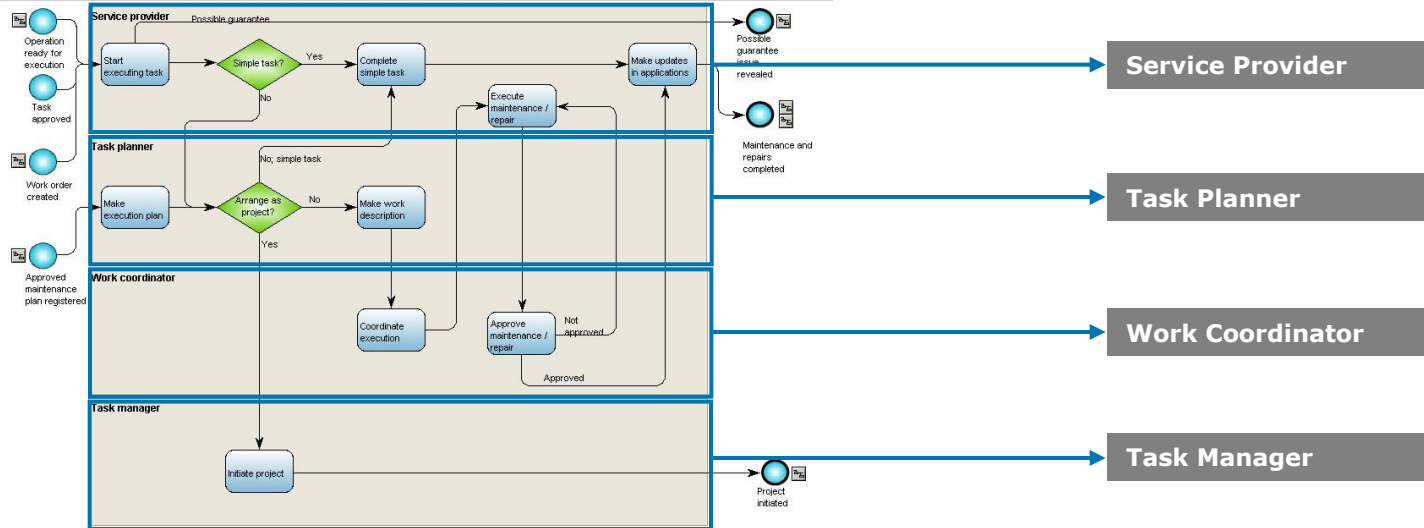 Service provider
Possible guarantee
Operation
ready for
execution
Start
executing task
Simple task?
Yes
Complete
simple task
Make updates
in applications
Possible
guarantee
issue
revealed
Service Provider
No
Task
approved
Execute
maintenance /
repair
Maintenance and
repairs
completed
Task planner
No; simple task
Work order
created
Make
execution plan
Arrange as
project?
No
Make work
description
Task Planner
Yes
Approved
maintenance
plan registered
Work coordinator
Coordinate
execution
Approve
maintenance /
repair
Not
approved
Approved
Work Coordinator
Task manager
Initiate project
Project
initiated
Task Manager